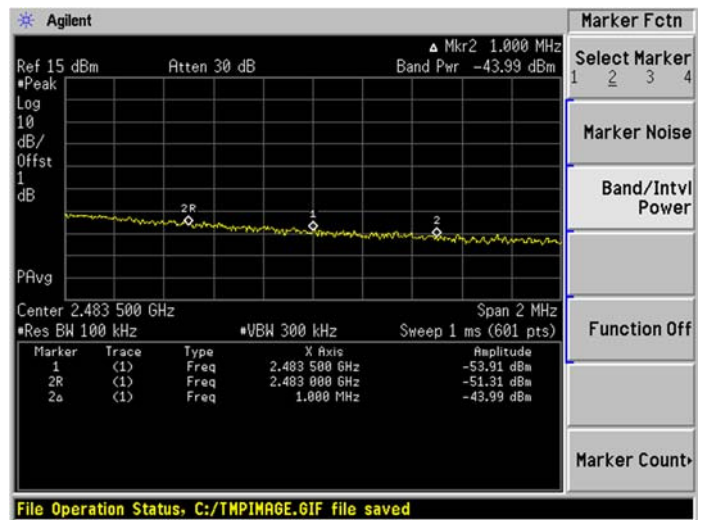 Agilent
Marker Fctn
Δ Mkr2 1.000 MHz
Ref 15 dBm Atten 30 dB Band Pwr -43.99 dBm
#Peak
Log
10
dB/
Offst
1
dB
2R
1
2
PAvg
Center 2.483 500 GHz Span 2 MHz
#Res BW 100 kHz #VBW 300 kHz Sweep 1 ms (601 pts)
Marker Trace Type X Axis Amplitude
1 (1) Freq 2.483 500 GHz -53.91 dBm
2R (1) Freq 2.483 000 GHz -51.31 dBm
2Δ (1) Freq 1.000 MHz -43.99 dBm
Select Marker
1 2 3 4
Marker Noise
Band/Intvl
Power
Function Off
Marker Count▸
File Operation Status, C:/TMPIMAGE.GIF file saved